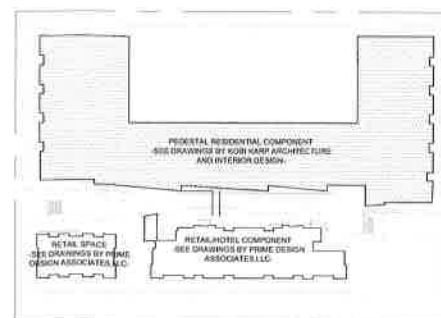 PEDESTAL RESIDENTIAL COMPONENT
-SEE DRAWINGS BY KOBI KARP ARCHITECTURE
AND INTERIOR DESIGN-
RETAIL SPACE
-SEE DRAWINGS BY PRIME
DESIGN ASSOCIATES,LLC-
RETAIL/HOTEL COMPONENT
-SEE DRAWINGS BY PRIME DESIGN
ASSOCIATES,LLC-